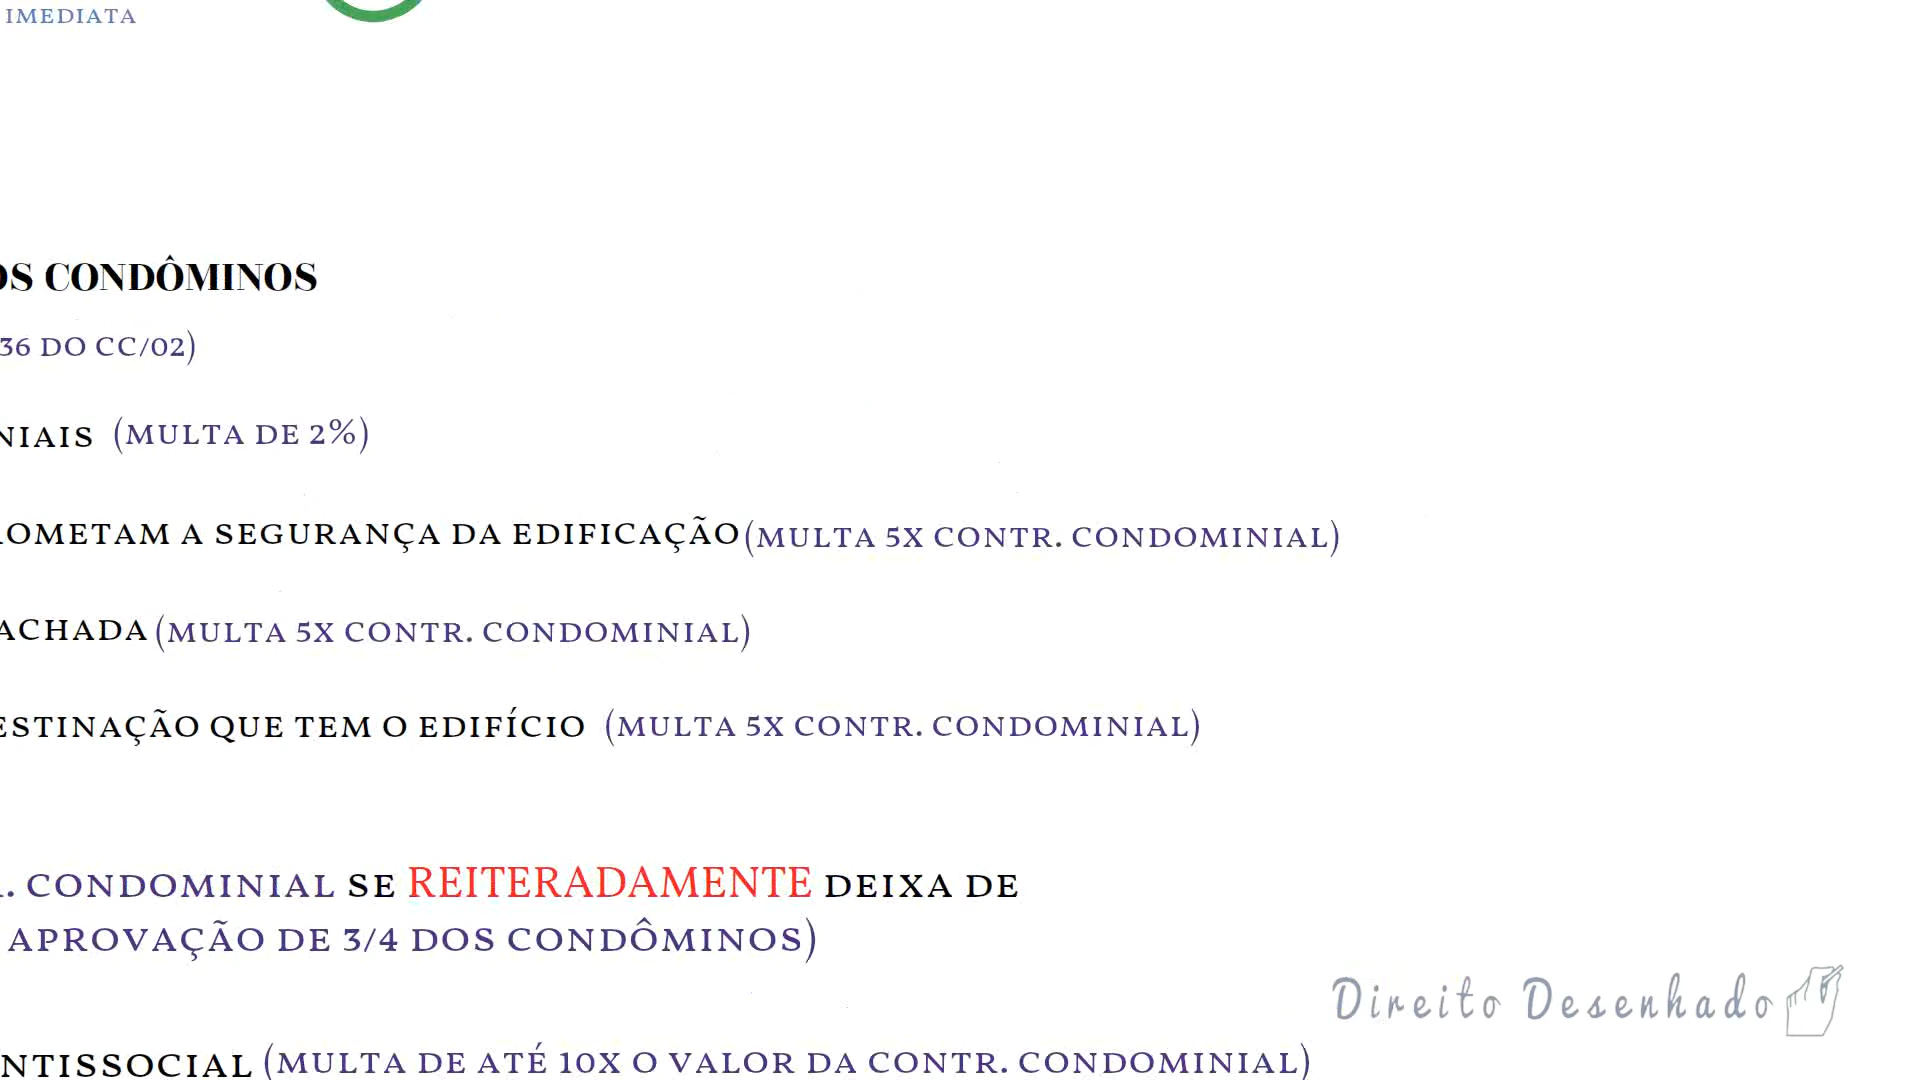 IMEDIATA
OS CONDÔMINOS
36 DO CC/02)
NIAIS (MULTA DE 2%)
OMETAM A SEGURANÇA DA EDIFICAÇÃO (MULTA 5X CONTR. CONDOMINIAL)
ACHADA (MULTA 5X CONTR. CONDOMINIAL)
ESTINAÇÃO QUE TEM O EDIFÍCIO (MULTA 5X CONTR. CONDOMINIAL)
. CONDOMINIAL SE REITERADAMENTE DEIXA DE
APROVAÇÃO DE 3/4 DOS CONDÔMINOS)
Direito Desenhado
NTISSOCIAL (MULTA DE ATÉ 10X O VALOR DA CONTR. CONDOMINIAL)